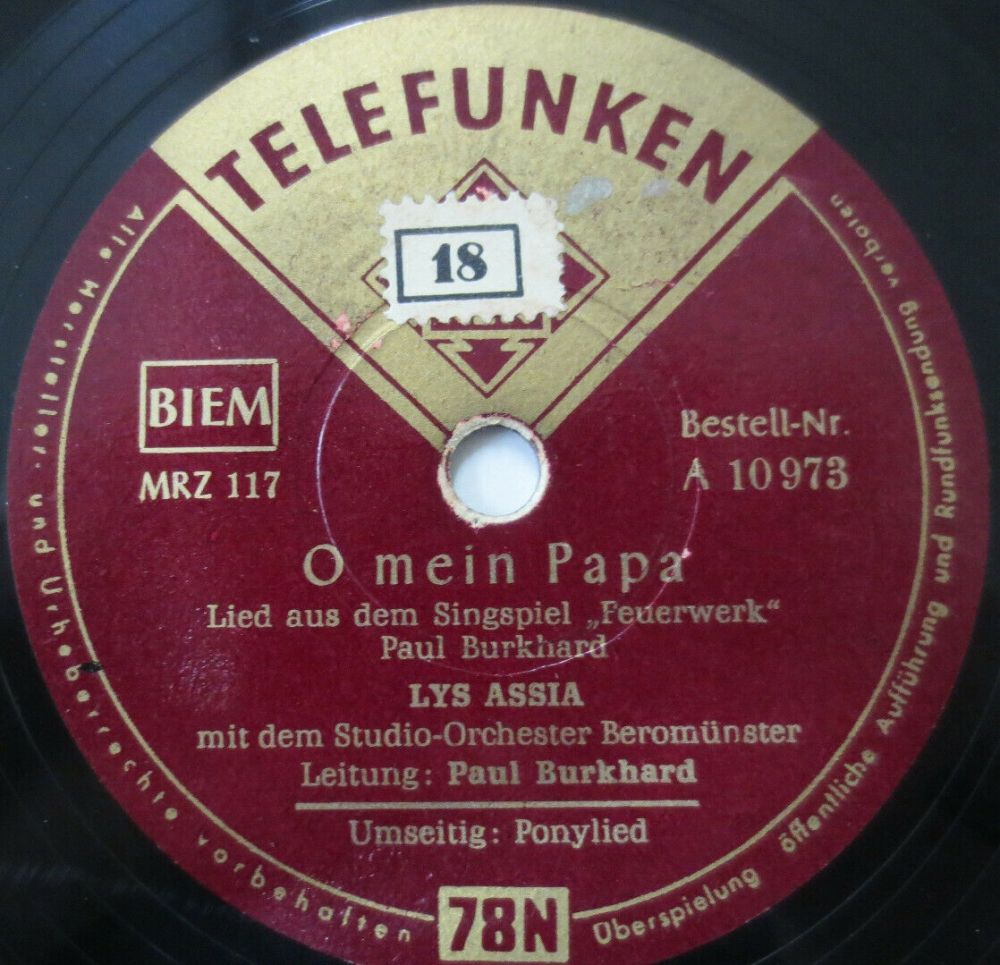 TELEFUNKEN
18
BIEM
MRZ 117
Bestell-Nr.
A 10973
O mein Papa
Lied aus dem Singspiel „Feuerwerk“
Paul Burkhard
LYS ASSIA
mit dem Studio-Orchester Beromünster
Leitung: Paul Burkhard
Umseitig: Ponylied
78N
Alle Hersteller- und Urheberrechte vorbehalten
Überspielung öffentliche Aufführung und Rundfunksendung verboten